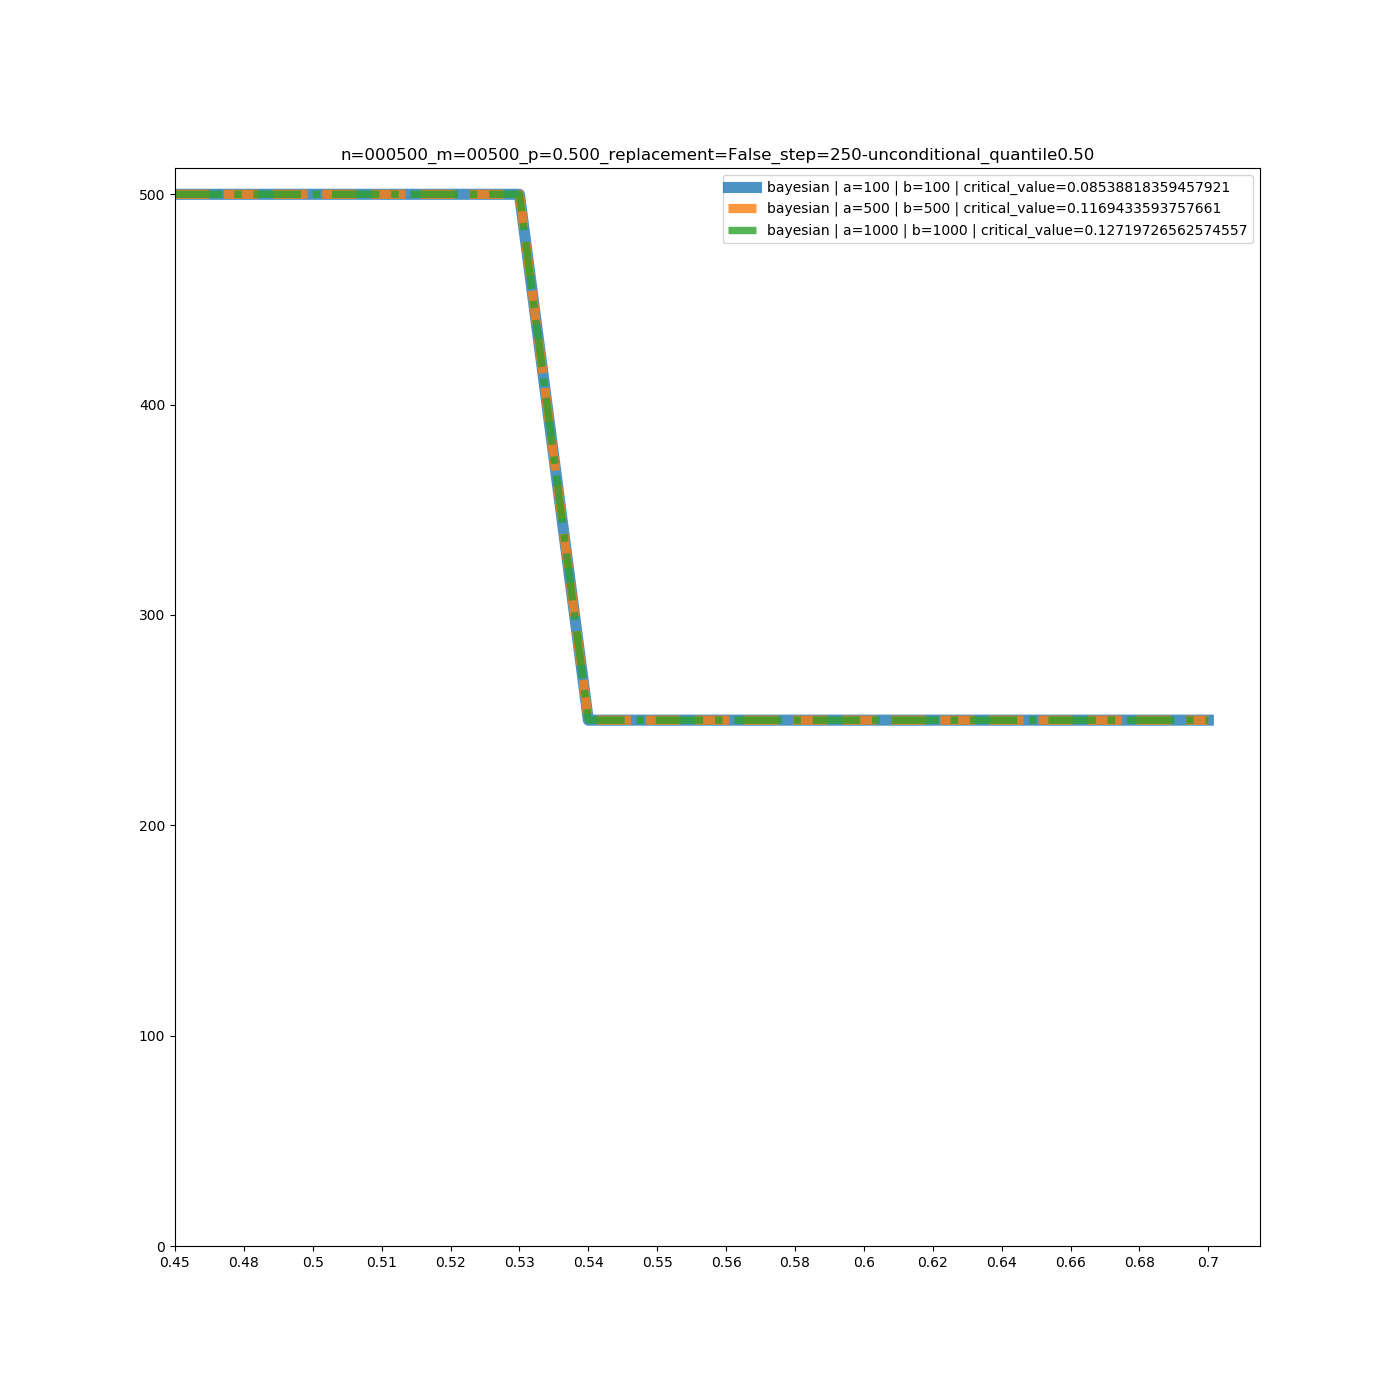 n=000500_m=00500_p=0.500_replacement=False_step=250-unconditional_quantile0.50
bayesian | a=100 | b=100 | critical_value=0.08538818359457921
bayesian | a=500 | b=500 | critical_value=0.1169433593757661
bayesian | a=1000 | b=1000 | critical_value=0.12719726562574557
500
400
300
200
100
0
0.45 0.48 0.5 0.51 0.52 0.53 0.54 0.55 0.56 0.58 0.6 0.62 0.64 0.66 0.68 0.7